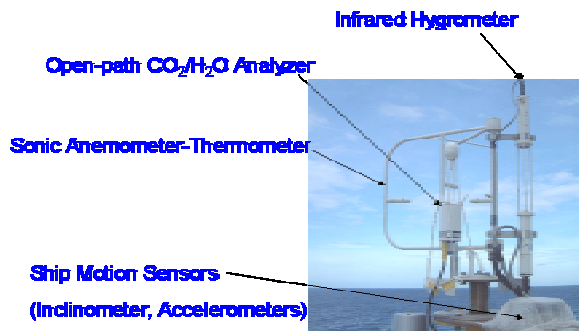 Infrared Hygrometer
Open-path CO₂/H₂O Analyzer
Sonic Anemometer-Thermometer
Ship Motion Sensors
(Inclinometer, Accelerometers)